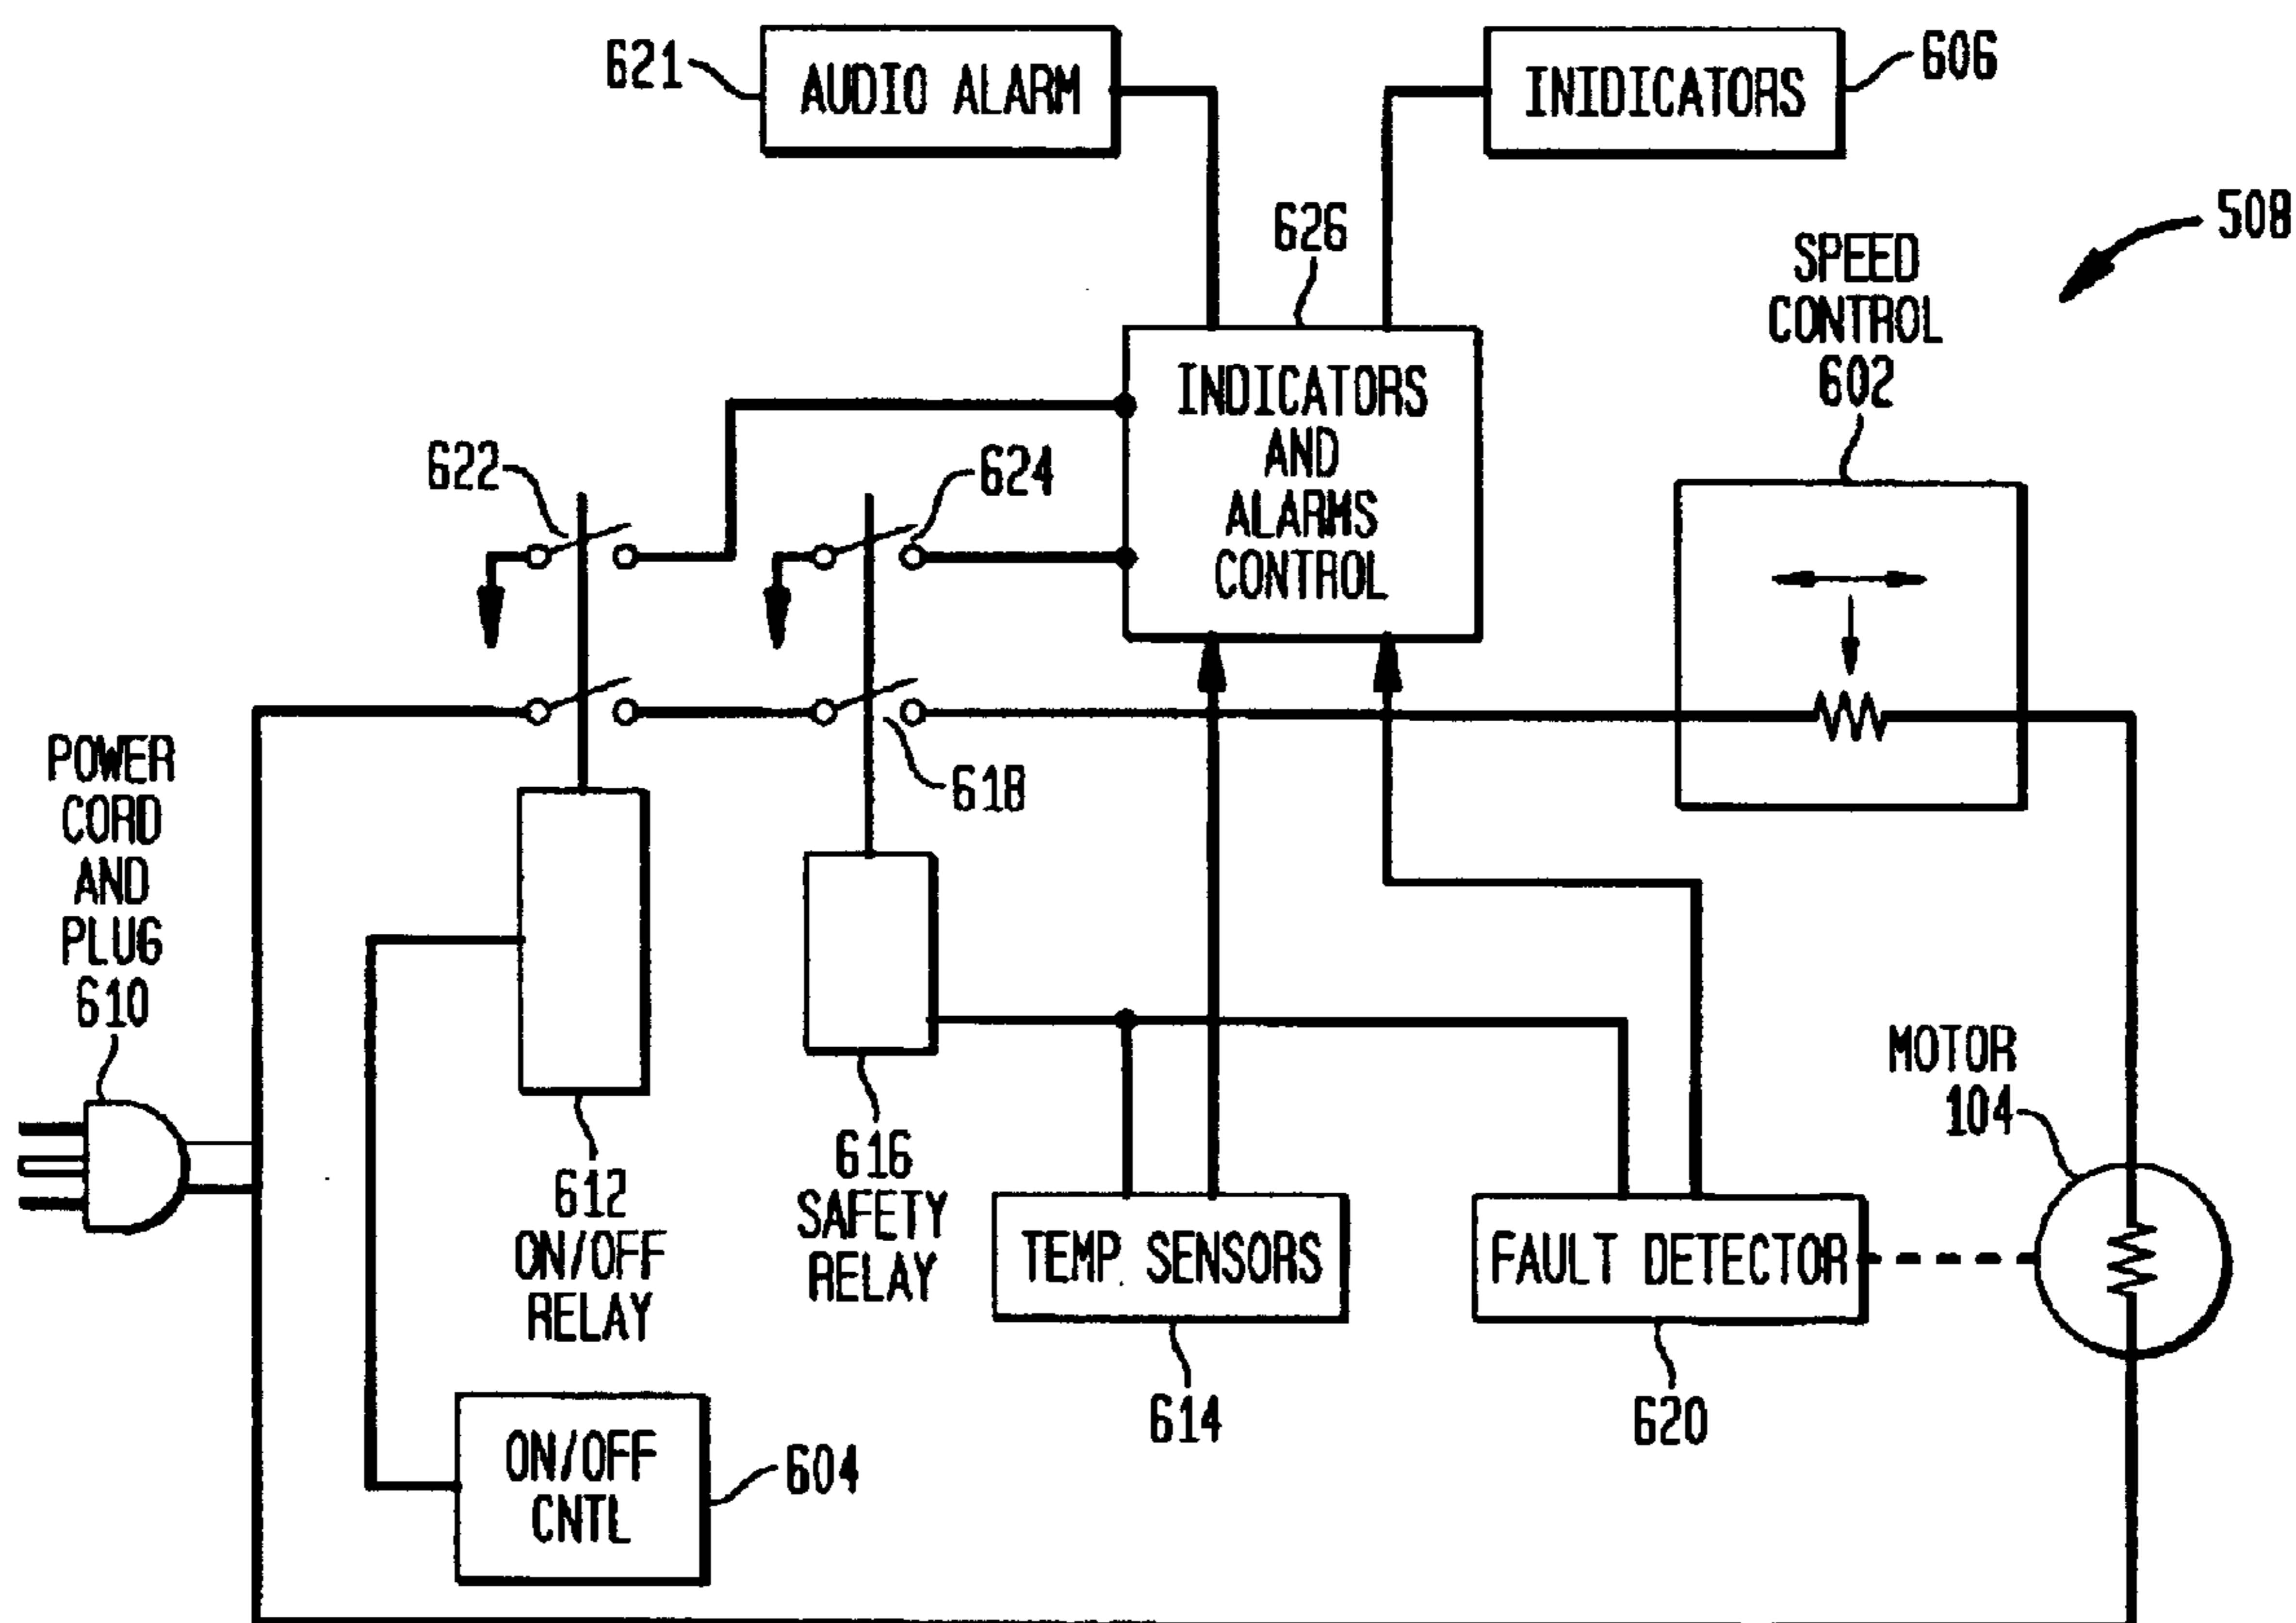 621
AUDIO ALARM
INIDICATORS
606
508
626
SPEED
CONTROL
602
INDICATORS
AND
ALARMS
CONTROL
622
624
618
POWER
CORD
AND
PLUG
610
612
ON/OFF
RELAY
616
SAFETY
RELAY
MOTOR
104
TEMP SENSORS
614
FAULT DETECTOR
620
ON/OFF
CNTL
604